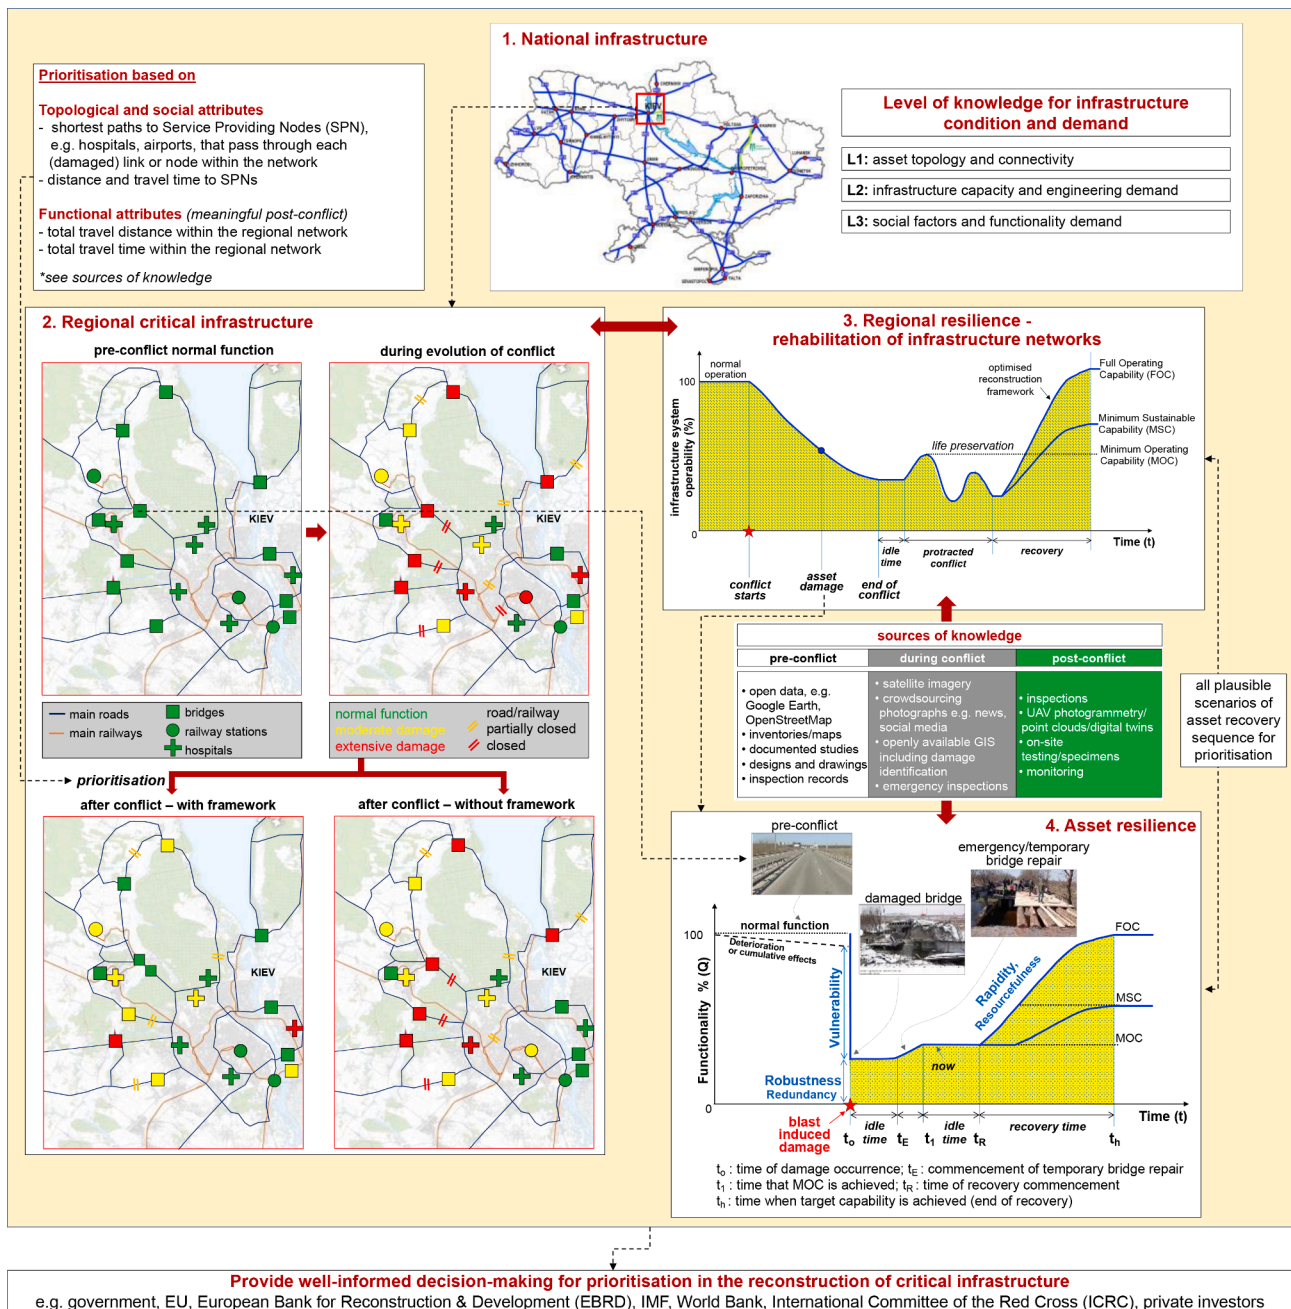 1. National infrastructure
Prioritisation based on
Topological and social attributes
- shortest paths to Service Providing Nodes (SPN),
e.g. hospitals, airports, that pass through each
(damaged) link or node within the network
- distance and travel time to SPNs
Functional attributes (meaningful post-conflict)
- total travel distance within the regional network
- total travel time within the regional network
*see sources of knowledge
KIEV
Level of knowledge for infrastructure
condition and demand
L1: asset topology and connectivity
L2: infrastructure capacity and engineering demand
L3: social factors and functionality demand
2. Regional critical infrastructure
pre-conflict normal function
during evolution of conflict
KIEV
KIEV
main roads
main railways
bridges
railway stations
hospitals
normal function
moderate damage
extensive damage
road/railway
partially closed
closed
prioritisation
after conflict – with framework
after conflict – without framework
KIEV
KIEV
3. Regional resilience -
rehabilitation of infrastructure networks
infrastructure system
operability (%)
100
0
normal
operation
optimised
reconstruction
framework
life preservation
Full Operating
Capability (FOC)
Minimum Sustainable
Capability (MSC)
Minimum Operating
Capability (MOC)
Time (t)
idle
time
protracted
conflict
recovery
conflict
starts
asset
damage
end of
conflict
sources of knowledge
pre-conflict
during conflict
post-conflict
• open data, e.g.
Google Earth,
OpenStreetMap
• inventories/maps
• documented studies
• designs and drawings
• inspection records
• satellite imagery
• crowdsourcing
photographs e.g. news,
social media
• openly available GIS
including damage
identification
• emergency inspections
• inspections
• UAV photogrammetry/
point clouds/digital twins
• on-site
testing/specimens
• monitoring
all plausible
scenarios of
asset recovery
sequence for
prioritisation
4. Asset resilience
pre-conflict
emergency/temporary
bridge repair
damaged bridge
Functionality % (Q)
100
0
normal function
Deterioration
or cumulative effects
Vulnerability
Robustness
Redundancy
Rapidity,
Resourcefulness
now
FOC
MSC
MOC
Time (t)
blast
induced
damage
to
idle
time
tE
t1
idle
time
tR
recovery time
th
to : time of damage occurrence; tE : commencement of temporary bridge repair
t1 : time that MOC is achieved; tR : time of recovery commencement
th : time when target capability is achieved (end of recovery)
Provide well-informed decision-making for prioritisation in the reconstruction of critical infrastructure
e.g. government, EU, European Bank for Reconstruction & Development (EBRD), IMF, World Bank, International Committee of the Red Cross (ICRC), private investors